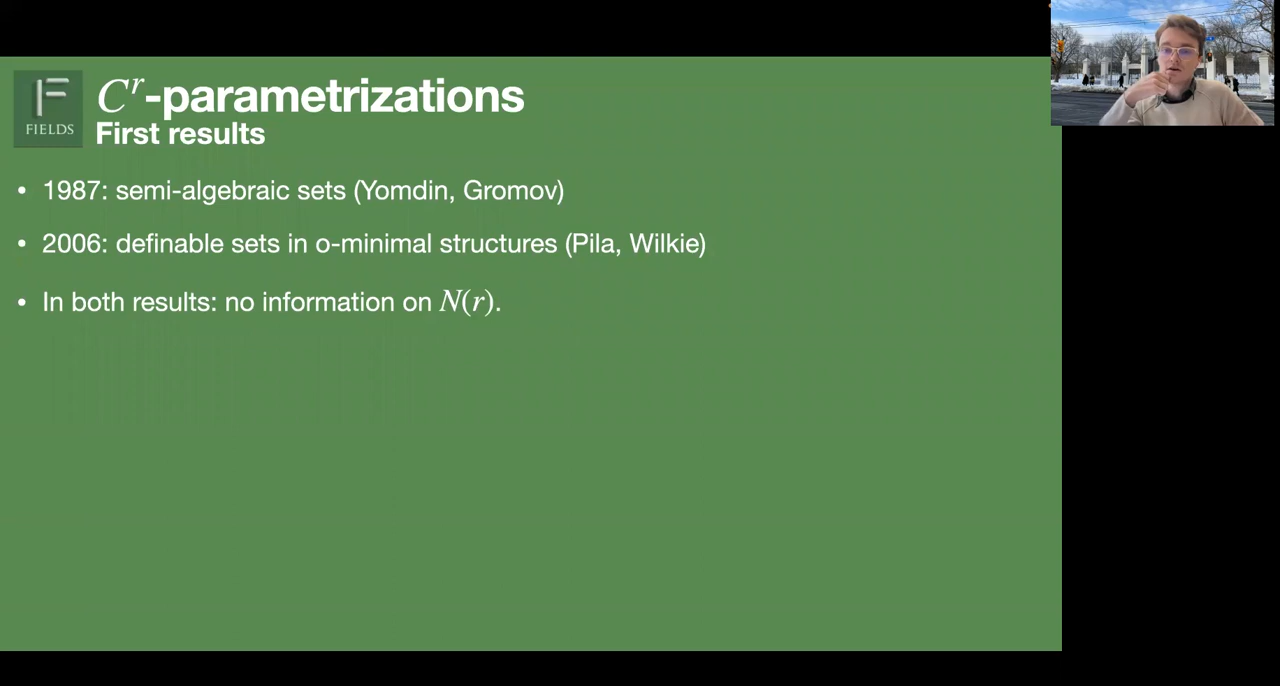 FIELDS
C^r-parametrizations
First results
• 1987: semi-algebraic sets (Yomdin, Gromov)
• 2006: definable sets in o-minimal structures (Pila, Wilkie)
• In both results: no information on N(r).